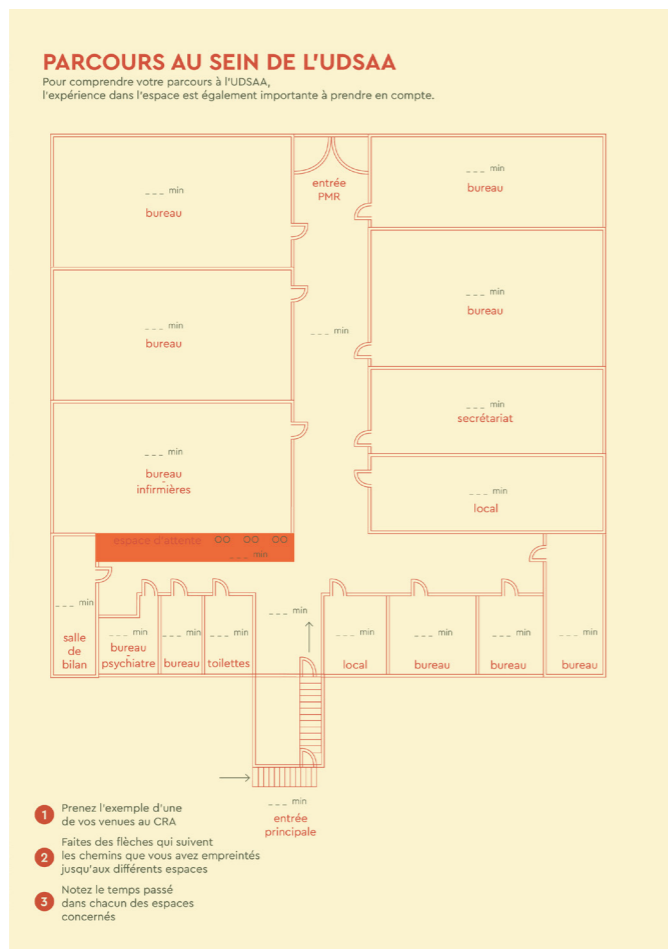 PARCOURS AU SEIN DE L'UDSAA
Pour comprendre votre parcours à l'UDSAA,
l'expérience dans l'espace est également importante à prendre en compte.
_ _ _ min
bureau
entrée
PMR
_ _ _ min
bureau
_ _ _ min
bureau
_ _ _ min
_ _ _ min
bureau
_ _ _ min
bureau
-
infirmières
_ _ _ min
secrétariat
_ _ _ min
local
espace d'attente
_ _ _ min
_ _ _ min
salle
de
bilan
_ _ _ min
bureau
-
psychiatre
_ _ _ min
bureau
_ _ _ min
toilettes
_ _ _ min
_ _ _ min
local
_ _ _ min
bureau
_ _ _ min
bureau
_ _ _ min
bureau
_ _ _ min
entrée
principale
1 Prenez l'exemple d'une
de vos venues au CRA
2 Faites des flèches qui suivent
les chemins que vous avez empreintés
jusqu'aux différents espaces
3 Notez le temps passé
dans chacun des espaces
concernés